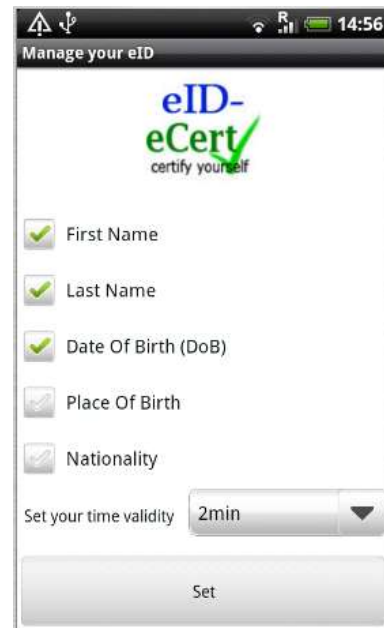 R 14:56
Manage your eID
eID-
eCert
certify yourself
First Name
Last Name
Date Of Birth (DoB)
Place Of Birth
Nationality
Set your time validity 2min
Set